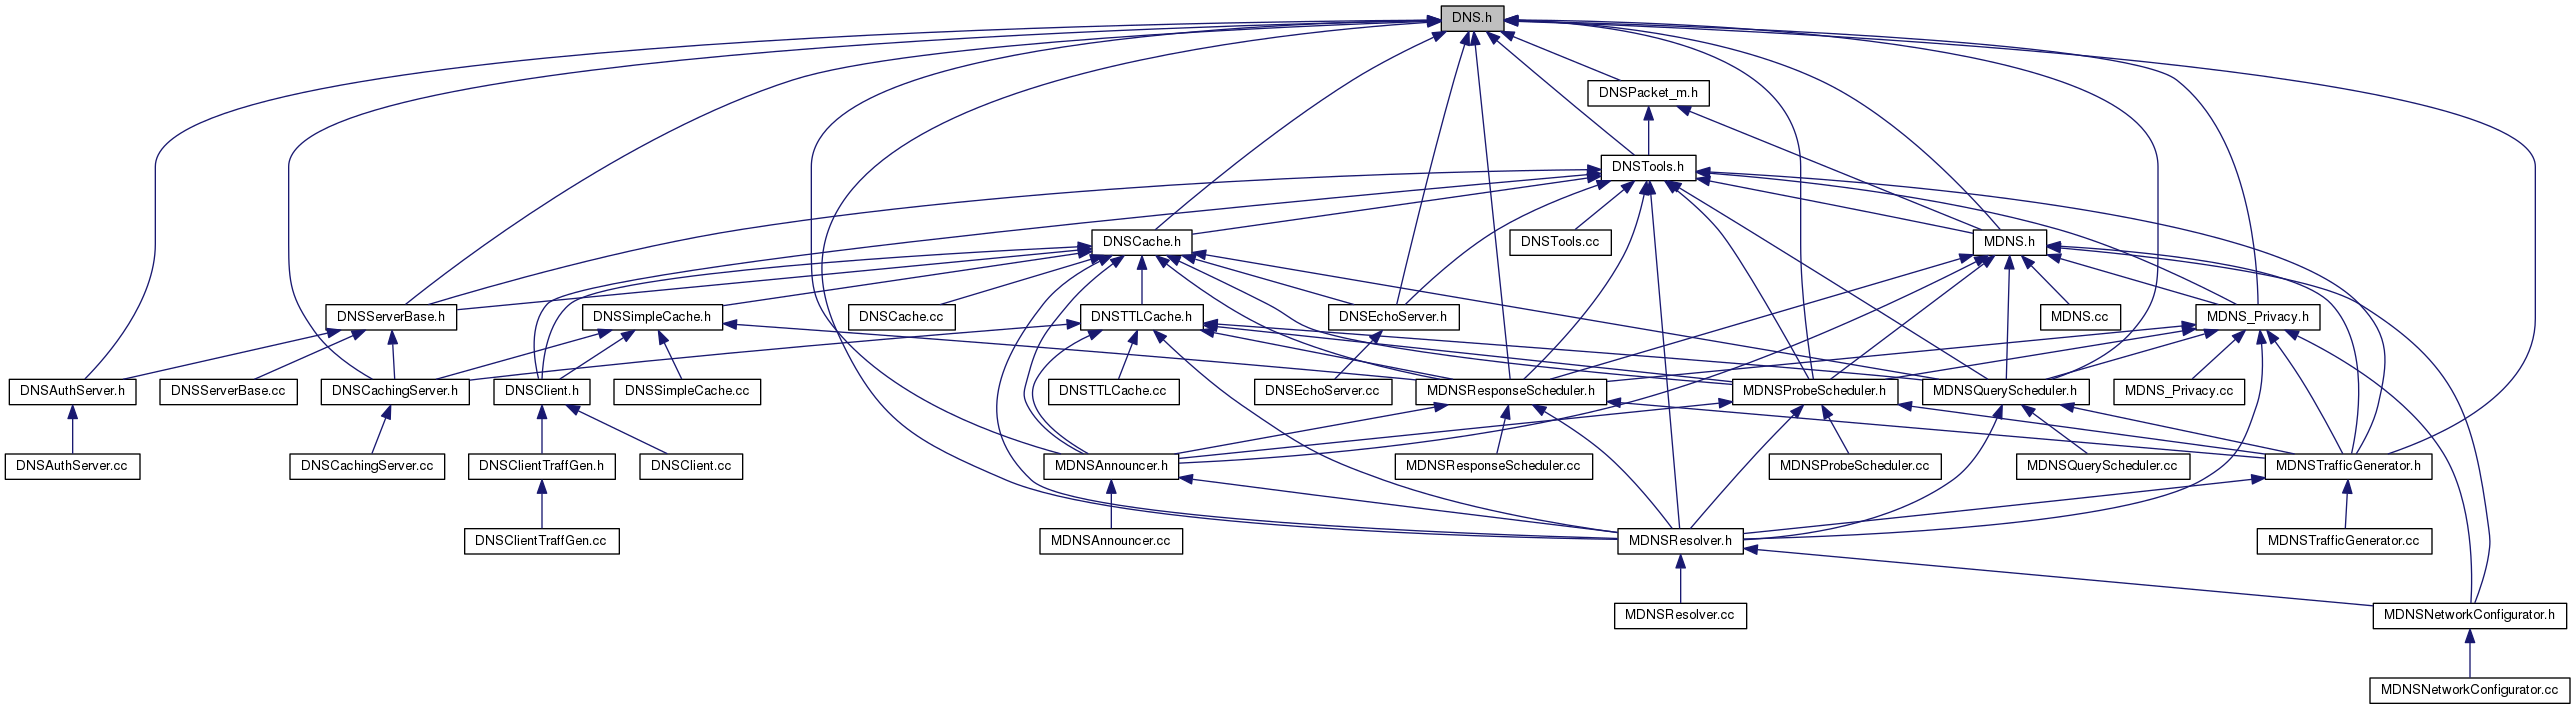 DNS.h
DNSPacket_m.h
DNSTools.h
DNSCache.h
DNSTools.cc
MDNS.h
DNSServerBase.h
DNSSimpleCache.h
DNSCache.cc
DNSTTLCache.h
DNSEchoServer.h
MDNS.cc
MDNS_Privacy.h
DNSAuthServer.h
DNSServerBase.cc
DNSCachingServer.h
DNSClient.h
DNSSimpleCache.cc
DNSTTLCache.cc
DNSEchoServer.cc
MDNSResponseScheduler.h
MDNSProbeScheduler.h
MDNSQueryScheduler.h
MDNS_Privacy.cc
DNSAuthServer.cc
DNSCachingServer.cc
DNSClientTraffGen.h
DNSClient.cc
MDNSAnnouncer.h
MDNSResponseScheduler.cc
MDNSProbeScheduler.cc
MDNSQueryScheduler.cc
MDNSTrafficGenerator.h
DNSClientTraffGen.cc
MDNSAnnouncer.cc
MDNSResolver.h
MDNSTrafficGenerator.cc
MDNSResolver.cc
MDNSNetworkConfigurator.h
MDNSNetworkConfigurator.cc